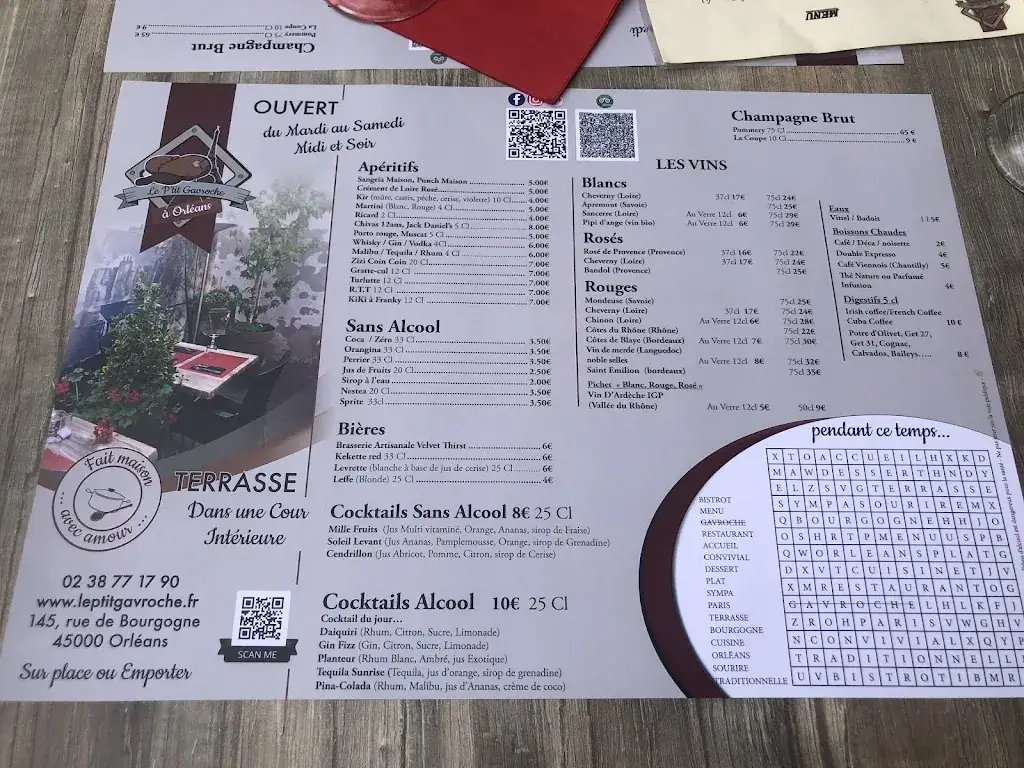 Champagne Brut
Pommery 75 Cl 65 €
La Coupe 10 Cl 9 €
MENU
Le P'tit Gavroche
à Orléans
OUVERT
du Mardi au Samedi
Midi et Soir
Fait maison
... avec amour ...
TERRASSE
Dans une Cour
Intérieure
02 38 77 17 90
www.leptitgavroche.fr
145, rue de Bourgogne
45000 Orléans
Sur place ou Emporter
SCAN ME
Apéritifs
Sangria Maison, Punch Maison 5.00€
Crément de Loire Rosé 5.00€
Kir (mûre, cassis, pêche, cerise, violette) 10 Cl 4.00€
Martini (Blanc, Rouge) 4 Cl 5.00€
Ricard 2 Cl 4.00€
Chivas 12ans, Jack Daniel's 5 Cl 8.00€
Porto rouge, Muscat 5 Cl 5.00€
Whisky / Gin / Vodka 4Cl 6.00€
Malibu / Tequila / Rhum 4 Cl 6.00€
Zizi Coin Coin 20 Cl 7.00€
Gratte-cul 12 Cl 7.00€
Turlutte 12 Cl 7.00€
R.T.T 12 Cl 7.00€
KiKi à Franky 12 Cl 7.00€
Sans Alcool
Coca / Zéro 33 Cl 3.50€
Orangina 33 Cl 3.50€
Perrier 33 Cl 3.50€
Jus de Fruits 20 Cl 2.50€
Sirop à l'eau 2.00€
Nestea 20 Cl 3.50€
Sprite 33cl 3.50€
Bières
Brasserie Artisanale Velvet Thirst 6€
Kekette red 33 Cl 6€
Levrette (blanche à base de jus de cerise) 25 Cl 6€
Leffe (Blonde) 25 Cl 4€
Cocktails Sans Alcool 8€ 25 Cl
Mille Fruits (Jus Multi vitaminé, Orange, Ananas, sirop de Fraise)
Soleil Levant (Jus Ananas, Pamplemousse, Orange, sirop de Grenadine)
Cendrillon (Jus Abricot, Pomme, Citron, sirop de Cerise)
Cocktails Alcool 10€ 25 Cl
Cocktail du jour...
Daiquiri (Rhum, Citron, Sucre, Limonade)
Gin Fizz (Gin, Citron, Sucre, Limonade)
Planteur (Rhum Blanc, Ambré, jus Exotique)
Tequila Sunrise (Tequila, jus d'orange, sirop de grenadine)
Pina-Colada (Rhum, Malibu, jus d'Ananas, crème de coco)
Champagne Brut
Pommery 75 Cl 65 €
La Coupe 10 Cl 9 €
LES VINS
Blancs
Cheverny (Loire) 37cl 17€ 75cl 24€
Apremont (Savoie) 75cl 25€
Sancerre (Loire) Au Verre 12cl 6€ 75cl 29€
Pipi d'ange (vin bio) Au Verre 12cl 6€ 75cl 29€
Rosés
Rosé de Provence (Provence) 37cl 16€ 75cl 22€
Cheverny (Loire) 37cl 17€ 75cl 24€
Bandol (Provence) 75cl 25€
Rouges
Mondeuse (Savoie) 75cl 25€
Cheverny (Loire) 37cl 17€ 75cl 24€
Chinon (Loire) Au Verre 12cl 6€ 75cl 28€
Côtes du Rhône (Rhône) 75cl 22€
Côtes de Blaye (Bordeaux) Au Verre 12cl 7€ 75cl 30€
Vin de merde (Languedoc)
noble selles Au Verre 12cl 8€ 75cl 32€
Saint Emilion (bordeaux) 75cl 35€
Pichet « Blanc, Rouge, Rosé »
Vin D'Ardèche IGP
(Vallée du Rhône) Au Verre 12cl 5€ 50cl 9€
Eaux
Vittel / Badoit 1 l 5€
Boissons Chaudes
Café / Déca / noisette 2€
Double Expresso 4€
Café Viennois (Chantilly) 5€
Thé Nature ou Parfumé
Infusion 4€
Digestifs 5 cl
Irish coffee/French Coffee
Cuba Coffee 10 €
Poire d'Olivet, Get 27,
Get 31, Cognac,
Calvados, Baileys..... 8 €
pendant ce temps...
BISTROT
MENU
GAVROCHE
RESTAURANT
ACCUEIL
CONVIVIAL
DESSERT
PLAT
SYMPA
PARIS
TERRASSE
BOURGOGNE
CUISINE
ORLÉANS
SOURIRE
TRADITIONNELLE
X T O A C C U E I L H X K D
M A W D E S S E R T H N D Y
E L Z S V G T E R R A S S E
S Y M P A S O U R I R E M X
Q B O U R G O G N E H H J O
O S H R T P M E N U U S P B
Q W O R L E A N S P L A T G
D X V T C U I S I N E T J V
X M R E S T A U R A N T O G
G A V R O C H E L H L K F J
Z R O H P A R I S V W G H V
N C O N V I V I A L X Q Y P
T R A D I T I O N N E L L E
U V B I S T R O T I B M R